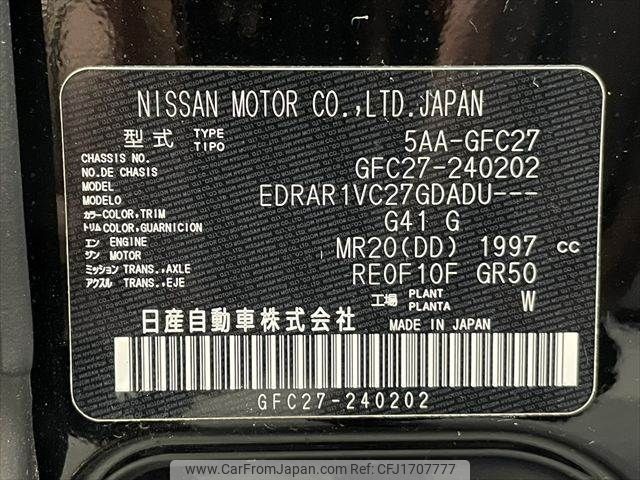 NISSAN MOTOR CO.,LTD.JAPAN
型式 TYPE TIPO 5AA-GFC27
CHASSIS NO. NO.DE CHASIS GFC27-240202
MODEL MODELO EDRAR1VC27GDADU---
カラー COLOR,TRIM トリム COLOR,GUARNICION G41 G
エン ENGINE ジン MOTOR MR20(DD) 1997 cc
ミッション TRANS.,AXLE アクスル TRANS.,EJE RE0F10F GR50
工場 PLANT PLANTA W
日産自動車株式会社 MADE IN JAPAN
GFC27-240202
www.CarFromJapan.com | Ref. ID: CFJ1707777